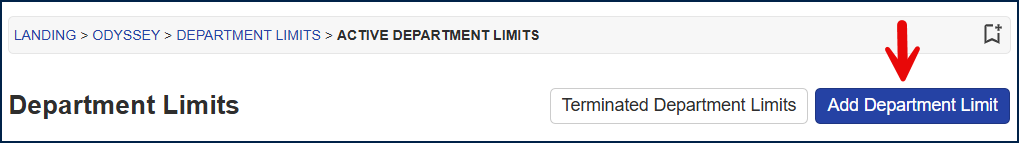 LANDING > ODYSSEY > DEPARTMENT LIMITS > ACTIVE DEPARTMENT LIMITS
Department Limits
Terminated Department Limits
Add Department Limit